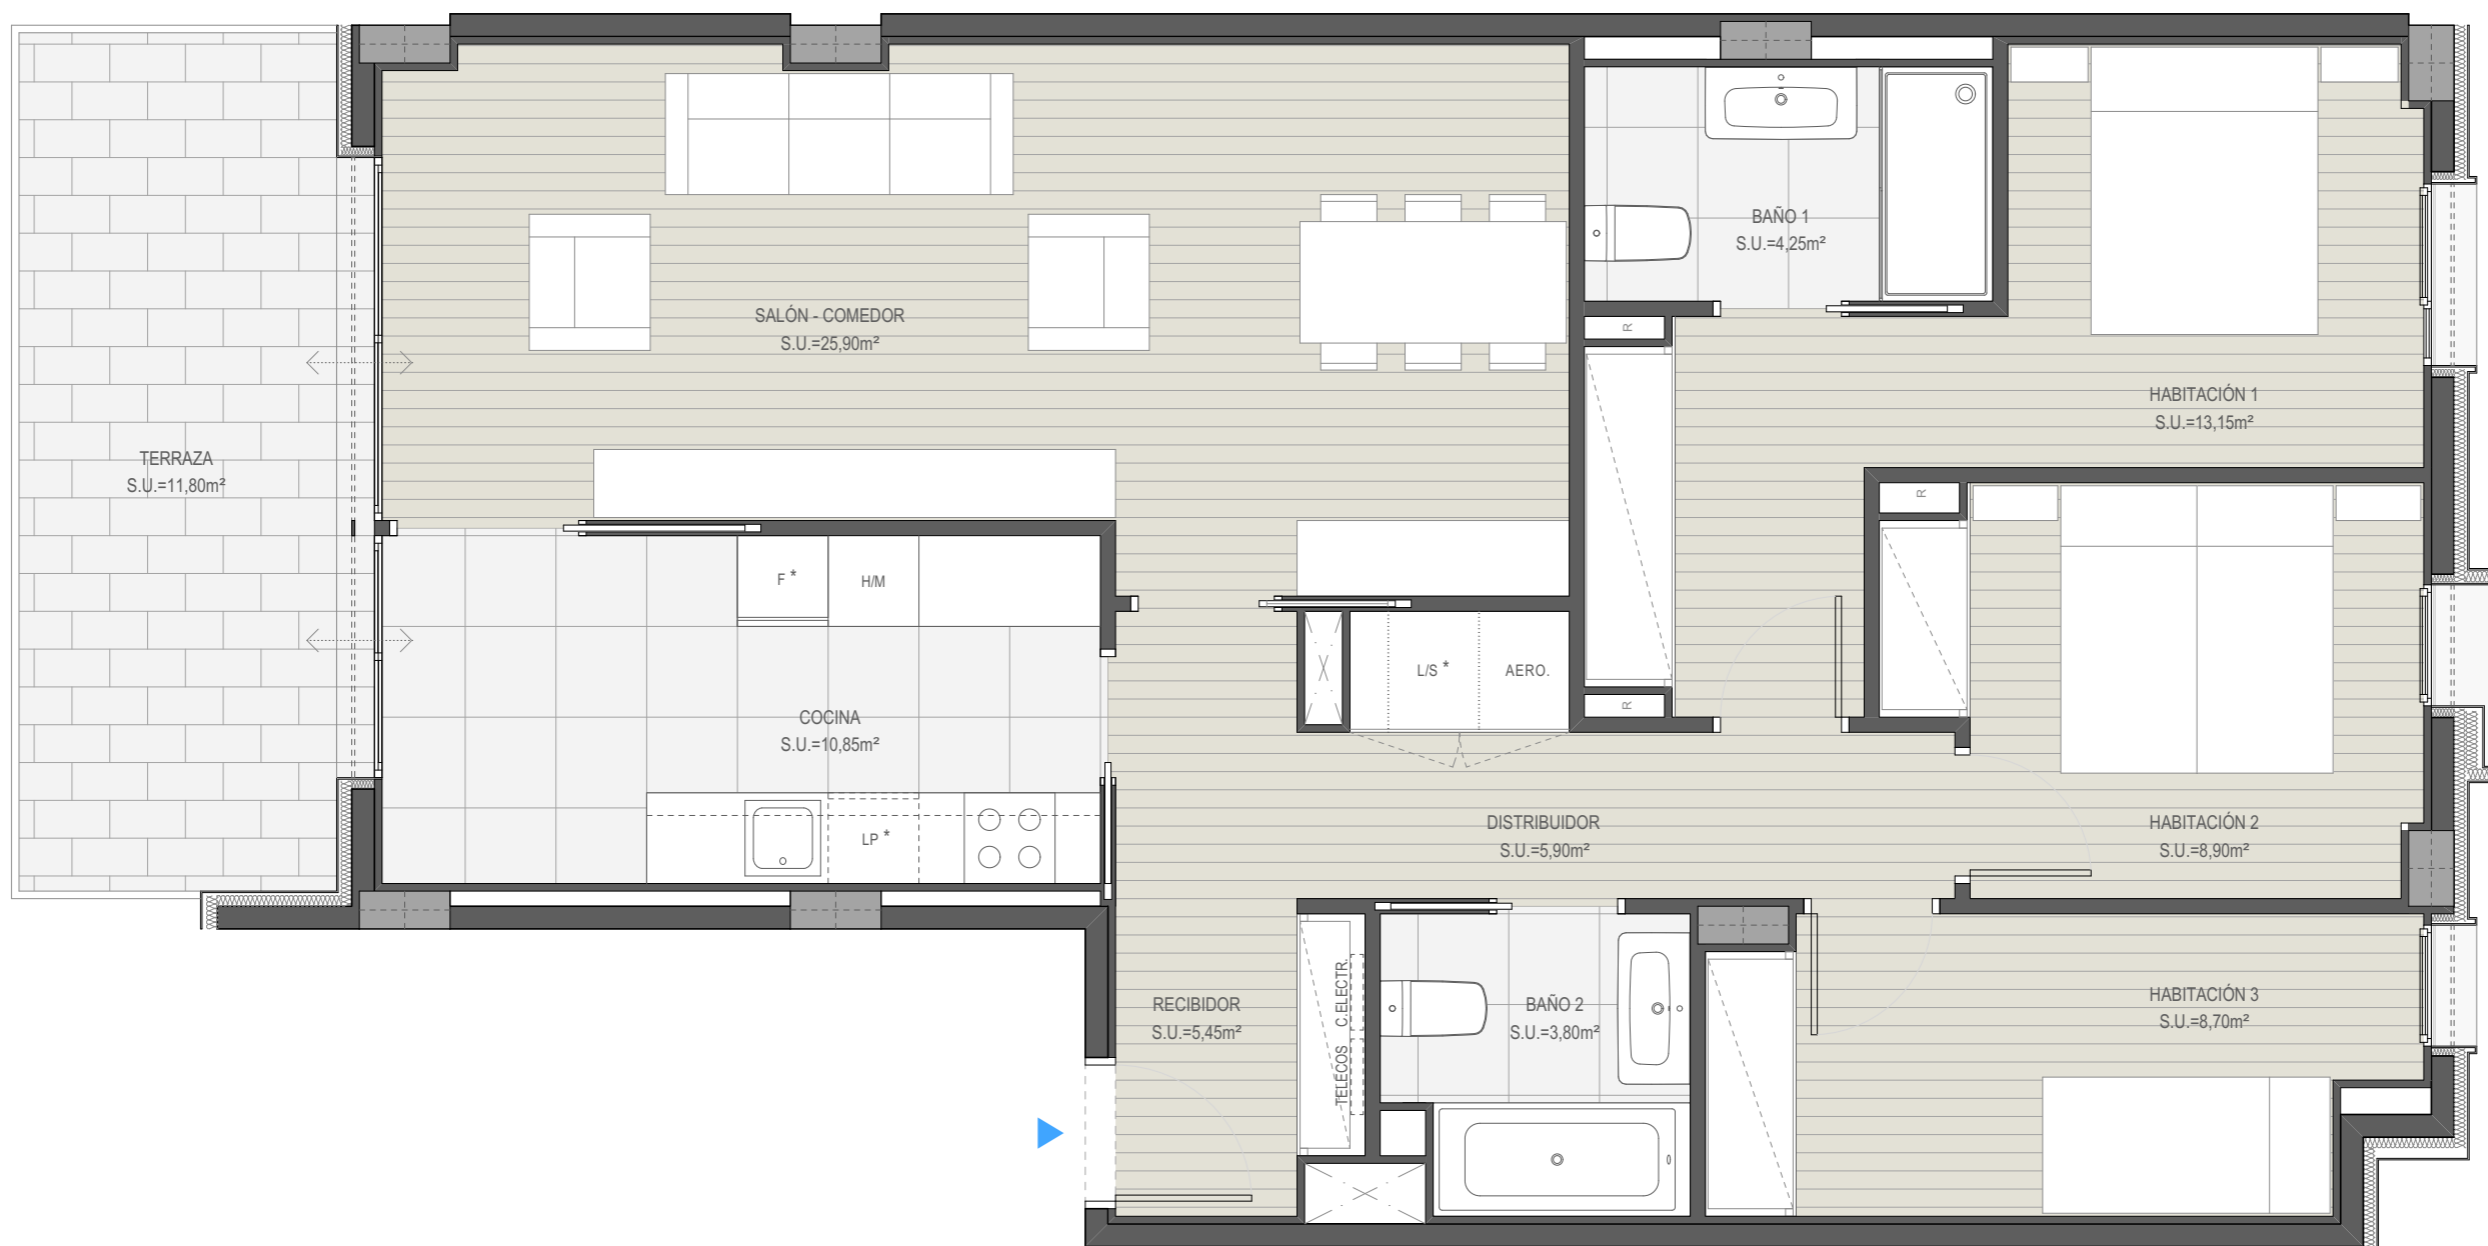 SALÓN - COMEDOR
S.U.=25,90m²
BAÑO 1
S.U.=4,25m²
R
HABITACIÓN 1
S.U.=13,15m²
TERRAZA
S.U.=11,80m²
R
F *
H/M
L/S *
AERO.
R
COCINA
S.U.=10,85m²
LP *
DISTRIBUIDOR
S.U.=5,90m²
HABITACIÓN 2
S.U.=8,90m²
RECIBIDOR
S.U.=5,45m²
TELECOS C.ELECTR.
BAÑO 2
S.U.=3,80m²
HABITACIÓN 3
S.U.=8,70m²